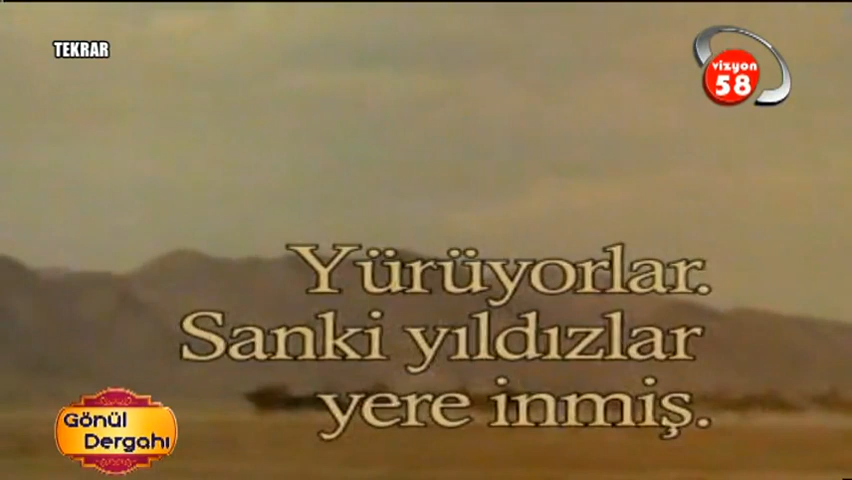 TEKRAR
vizyon
58
Yürüyorlar.
Sanki yıldızlar
yere inmiş.
Gönül
Dergahı